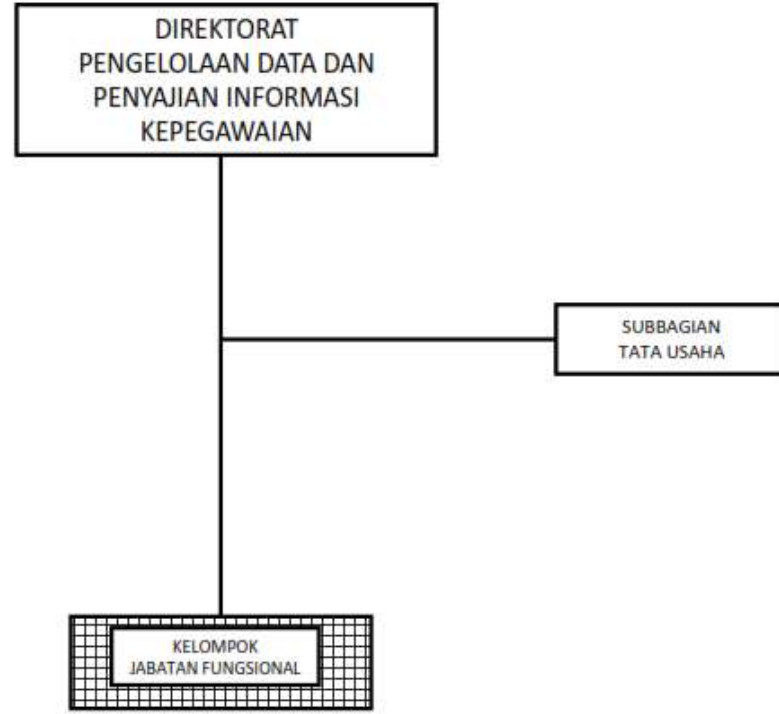 DIREKTORAT
PENGELOLAAN DATA DAN
PENYAJIAN INFORMASI
KEPEGAWAIAN
SUBBAGIAN
TATA USAHA
KELOMPOK
JABATAN FUNGSIONAL